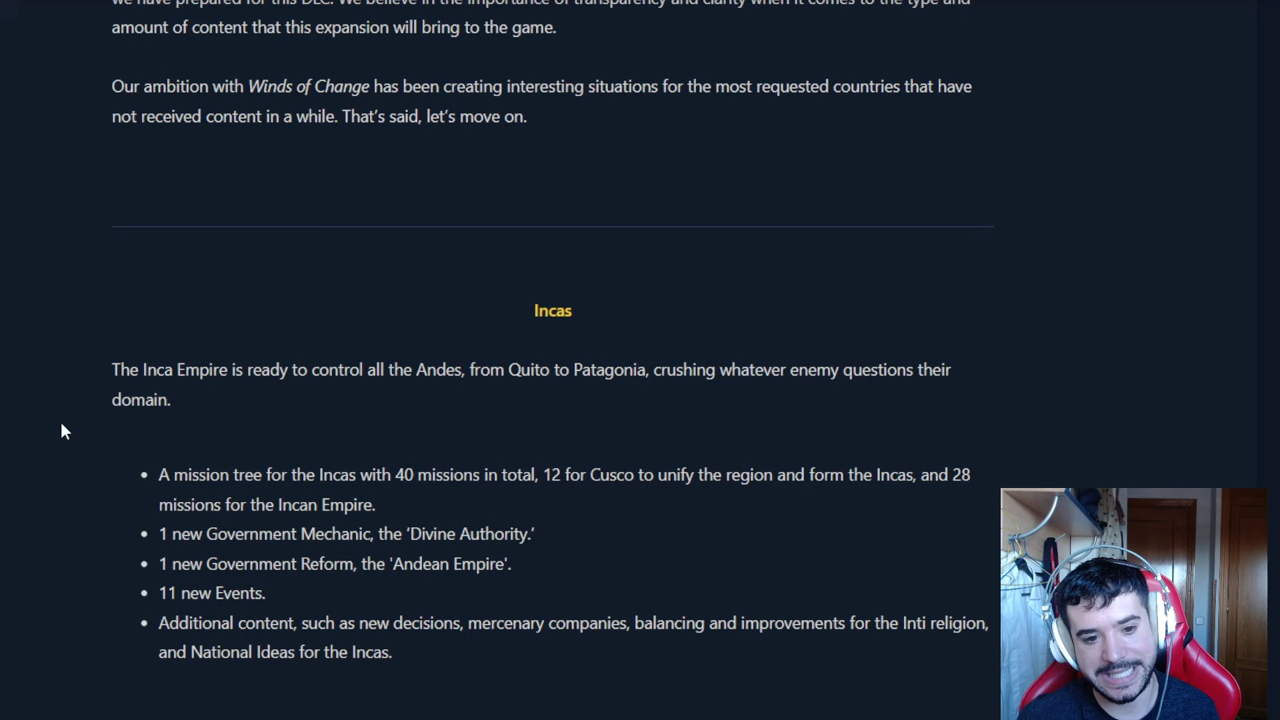 we have prepared for this DLC. We believe in the importance of transparency and clarity when it comes to the type and
amount of content that this expansion will bring to the game.
Our ambition with Winds of Change has been creating interesting situations for the most requested countries that have
not received content in a while. That’s said, let’s move on.
Incas
The Inca Empire is ready to control all the Andes, from Quito to Patagonia, crushing whatever enemy questions their
domain.
• A mission tree for the Incas with 40 missions in total, 12 for Cusco to unify the region and form the Incas, and 28
missions for the Incan Empire.
• 1 new Government Mechanic, the ‘Divine Authority.’
• 1 new Government Reform, the 'Andean Empire'.
• 11 new Events.
• Additional content, such as new decisions, mercenary companies, balancing and improvements for the Inti religion,
and National Ideas for the Incas.